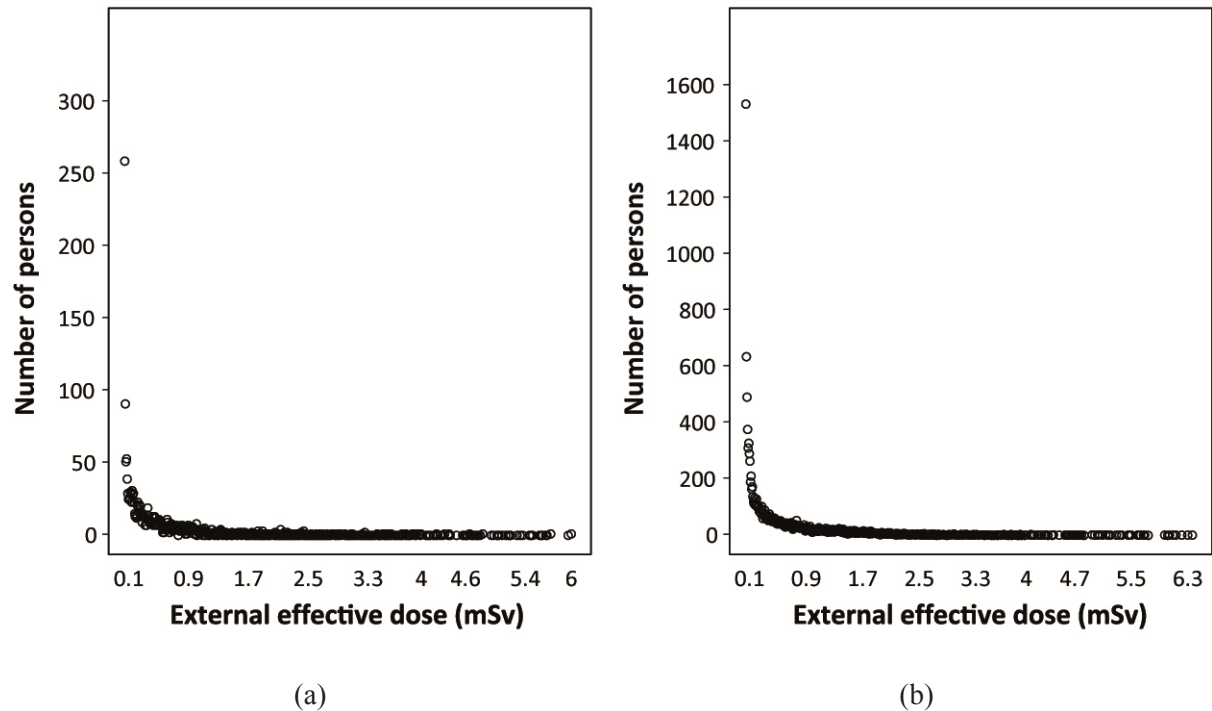 Number of persons
300
250
200
150
100
50
0
0.1 0.9 1.7 2.5 3.3 4 4.6 5.4 6
External effective dose (mSv)
(a)
Number of persons
1600
1400
1200
1000
800
600
400
200
0
0.1 0.9 1.7 2.5 3.3 4 4.7 5.5 6.3
External effective dose (mSv)
(b)